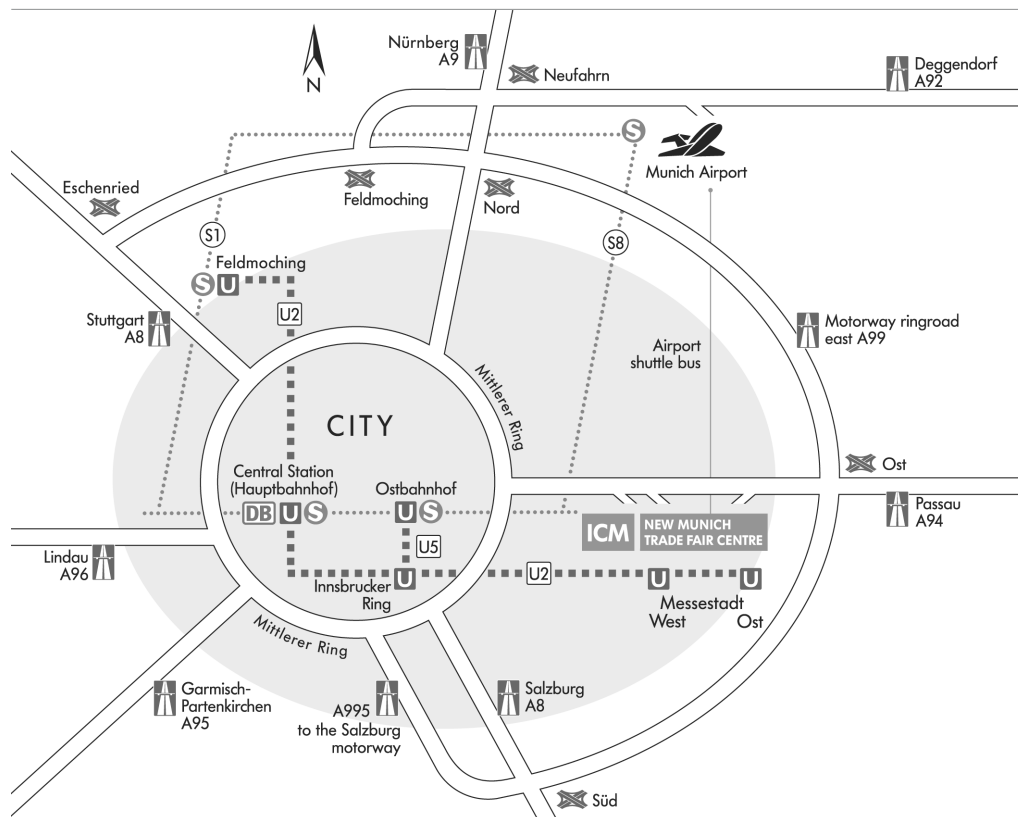 Nürnberg
A9
Neufahrn
Deggendorf
A92
N
S
Munich Airport
Eschenried
Feldmoching
Nord
S1
S8
Feldmoching
S U
U2
Stuttgart
A8
Airport
shuttle bus
Motorway ringroad
east A99
Mittlerer Ring
CITY
Ost
Central Station
(Hauptbahnhof)
DB U S
Ostbahnhof
U S
Passau
A94
ICM
NEW MUNICH
TRADE FAIR CENTRE
U5
Lindau
A96
Innsbrucker
Ring
U
U2
U
U
Messestadt
West
Ost
Mittlerer Ring
Garmisch-
Partenkirchen
A95
A995
to the Salzburg
motorway
Salzburg
A8
Süd